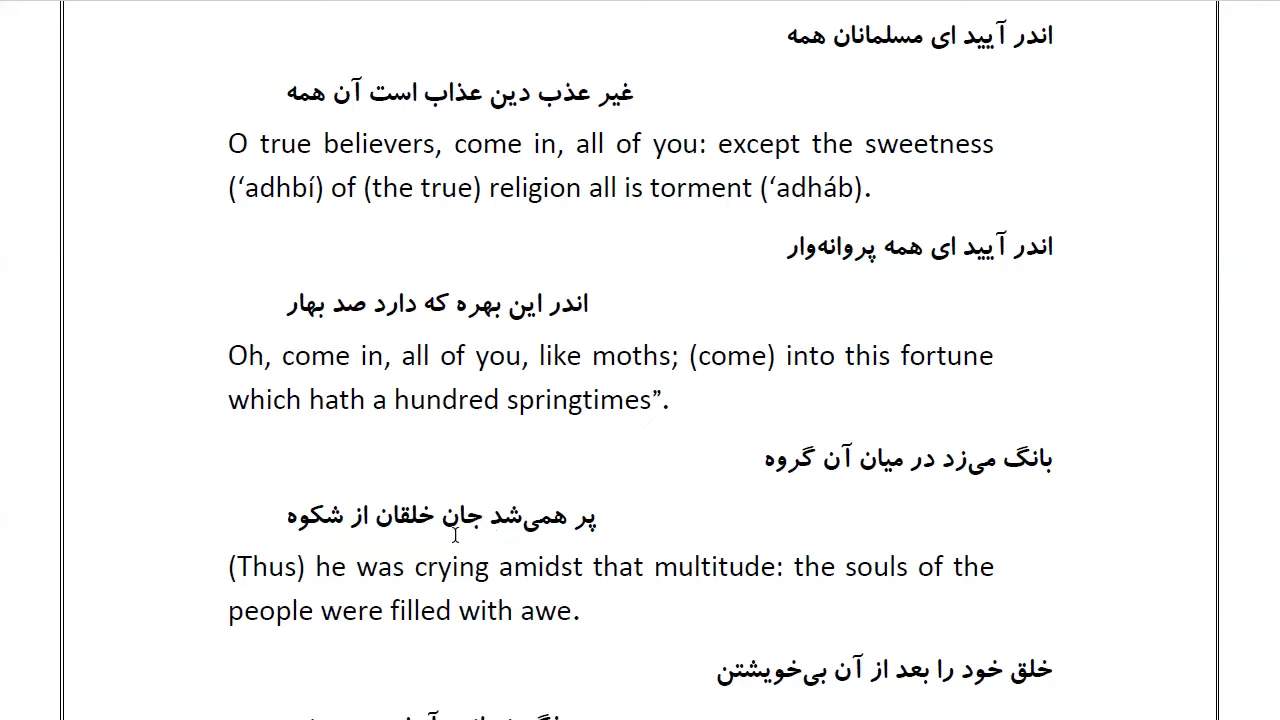 اندر آیید ای مسلمانان همه
غیر عذب دین عذاب است آن همه
O true believers, come in, all of you: except the sweetness
(‘adhbí) of (the true) religion all is torment (‘adháb).
اندر آیید ای همه پروانه‌وار
اندر این بهره که دارد صد بهار
Oh, come in, all of you, like moths; (come) into this fortune
which hath a hundred springtimes”.
بانگ می‌زد در میان آن گروه
پر همی‌شد جان خلقان از شکوه
(Thus) he was crying amidst that multitude: the souls of the
people were filled with awe.
خلق خود را بعد از آن بی‌خویشتن